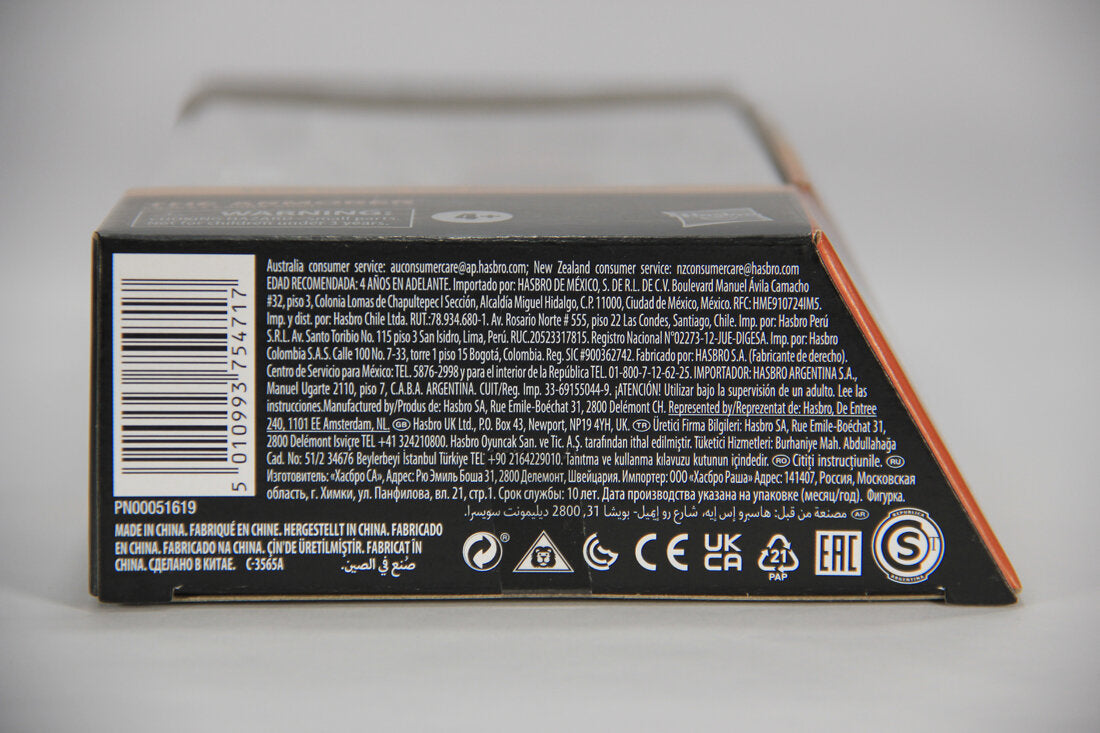 THE ARMORER
WARNING:
CHOKING HAZARD-Small parts.
Not for children under 3 years.
4+
Hasbro
Australia consumer service: auconsumercare@ap.hasbro.com; New Zealand consumer service: nzconsumercare@hasbro.com
EDAD RECOMENDADA: 4 AÑOS EN ADELANTE. Importado por: HASBRO DE MÉXICO, S. DE R.L. DE C.V. Boulevard Manuel Ávila Camacho
#32, piso 3, Colonia Lomas de Chapultepec I Sección, Alcaldía Miguel Hidalgo, C.P. 11000, Ciudad de México, México. RFC: HME910724IM5.
Imp. y dist. por: Hasbro Chile Ltda. RUT.:78.934.680-1. Av. Rosario Norte # 555, piso 22 Las Condes, Santiago, Chile. Imp. por: Hasbro Perú
S.R.L. Av. Santo Toribio No. 115 piso 3 San Isidro, Lima, Perú. RUC.20523317815. Registro Nacional N°02273-12-JUE-DIGESA. Imp. por: Hasbro
Colombia S.A.S. Calle 100 No. 7-33, torre 1 piso 15 Bogotá, Colombia. Reg. SIC #900362742. Fabricado por: HASBRO S.A. (Fabricante de derecho).
Centro de Servicio para México: TEL. 5876-2998 y para el interior de la República TEL. 01-800-7-12-62-25. IMPORTADOR: HASBRO ARGENTINA S.A.,
Manuel Ugarte 2110, piso 7, C.A.B.A. ARGENTINA. CUIT/Reg. Imp. 33-69155044-9. ¡ATENCIÓN! Utilizar bajo la supervisión de un adulto. Lee las
instrucciones.Manufactured by/Produs de: Hasbro SA, Rue Emile-Boéchat 31, 2800 Delémont CH. Represented by/Reprezentat de: Hasbro, De Entree
240, 1101 EE Amsterdam, NL. GB Hasbro UK Ltd., P.O. Box 43, Newport, NP19 4YH, UK. TR Üretici Firma Bilgileri: Hasbro SA, Rue Emile-Boéchat 31,
2800 Delémont İsviçre TEL +41 324210800. Hasbro Oyuncak San. ve Tic. A.Ş. tarafından ithal edilmiştir. Tüketici Hizmetleri: Burhaniye Mah. Abdullahağa
Cad. No: 51/2 34676 Beylerbeyi İstanbul Türkiye TEL +90 2164229010. Tanıtma ve kullanma kılavuzu kutunun içindedir. RO Citiți instrucțiunile. RU
Изготовитель: «Хасбро СА», Адрес: Рю Эмиль Боша 31, 2800 Делемонт, Швейцария. Импортер: ООО «Хасбро Раша» Адрес: 141407, Россия, Московская
область, г. Химки, ул. Панфилова, вл. 21, стр.1. Срок службы: 10 лет. Дата производства указана на упаковке (месяц/год). Фигурка.
AR مصنعة من قبل: هاسبرو إس إيه، شارع رو إيميل- بويشا 31, 2800 ديليمونت سويسرا.
5 010993 754717
PN00051619
MADE IN CHINA. FABRIQUÉ EN CHINE. HERGESTELLT IN CHINA. FABRICADO
EN CHINA. FABRICADO NA CHINA. ÇİN'DE ÜRETİLMİŞTİR. FABRICAT ÎN
CHINA. СДЕЛАНО В КИТАЕ. C-3565A صنع في الصين.
®
CE
UK
CA
21
PAP
EAC
REPUBLICA
S T
ARGENTINA